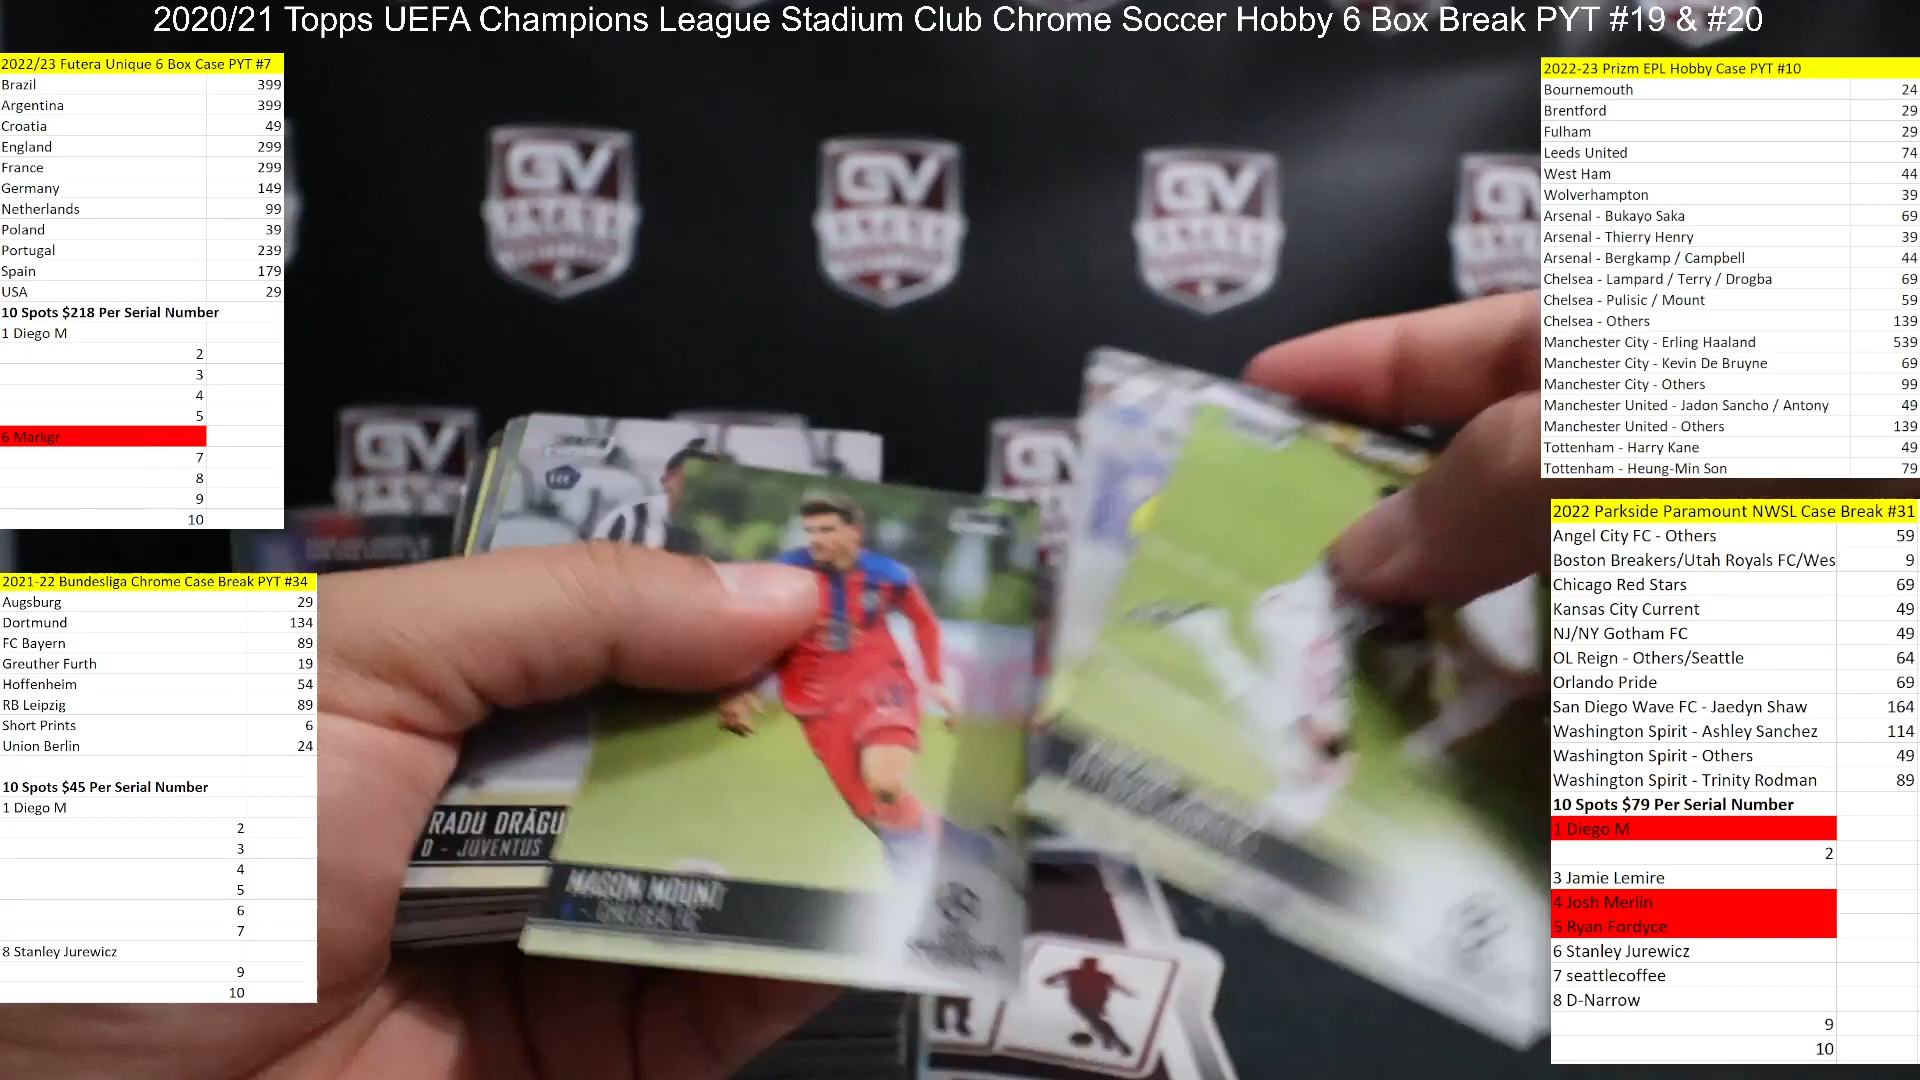 2020/21 Topps UEFA Champions League Stadium Club Chrome Soccer Hobby 6 Box Break PYT #19 & #20
2022/23 Futera Unique 6 Box Case PYT #7
Brazil 399
Argentina 399
Croatia 49
England 299
France 299
Germany 149
Netherlands 99
Poland 39
Portugal 239
Spain 179
USA 29
10 Spots $218 Per Serial Number
1 Diego M
2
3
4
5
6 Markgr
7
8
9
10
2021-22 Bundesliga Chrome Case Break PYT #34
Augsburg 29
Dortmund 134
FC Bayern 89
Greuther Furth 19
Hoffenheim 54
RB Leipzig 89
Short Prints 6
Union Berlin 24
10 Spots $45 Per Serial Number
1 Diego M
2
3
4
5
6
7
8 Stanley Jurewicz
9
10
GV
GV
GV
GV
RADU DRĂGU
D - JUVENTUS
MASON MOUNT
CHELSEA FC
2022-23 Prizm EPL Hobby Case PYT #10
Bournemouth 24
Brentford 29
Fulham 29
Leeds United 74
West Ham 44
Wolverhampton 39
Arsenal - Bukayo Saka 69
Arsenal - Thierry Henry 39
Arsenal - Bergkamp / Campbell 44
Chelsea - Lampard / Terry / Drogba 69
Chelsea - Pulisic / Mount 59
Chelsea - Others 139
Manchester City - Erling Haaland 539
Manchester City - Kevin De Bruyne 69
Manchester City - Others 99
Manchester United - Jadon Sancho / Antony 49
Manchester United - Others 139
Tottenham - Harry Kane 49
Tottenham - Heung-Min Son 79
2022 Parkside Paramount NWSL Case Break #31
Angel City FC - Others 59
Boston Breakers/Utah Royals FC/Wes 9
Chicago Red Stars 69
Kansas City Current 49
NJ/NY Gotham FC 49
OL Reign - Others/Seattle 64
Orlando Pride 69
San Diego Wave FC - Jaedyn Shaw 164
Washington Spirit - Ashley Sanchez 114
Washington Spirit - Others 49
Washington Spirit - Trinity Rodman 89
10 Spots $79 Per Serial Number
1 Diego M
2
3 Jamie Lemire
4 Josh Merlin
5 Ryan Fordyce
6 Stanley Jurewicz
7 seattlecoffee
8 D-Narrow
9
10